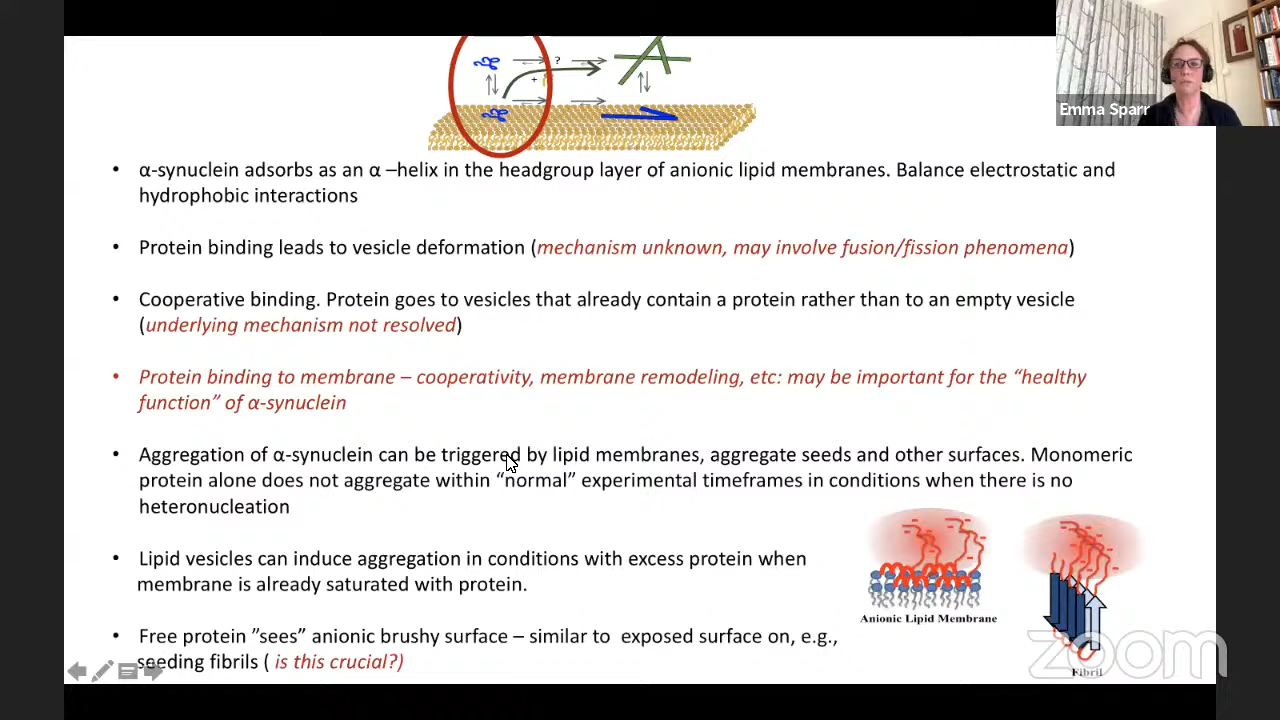 ?
+
Emma Sparr
• α-synuclein adsorbs as an α –helix in the headgroup layer of anionic lipid membranes. Balance electrostatic and
hydrophobic interactions
• Protein binding leads to vesicle deformation (mechanism unknown, may involve fusion/fission phenomena)
• Cooperative binding. Protein goes to vesicles that already contain a protein rather than to an empty vesicle
(underlying mechanism not resolved)
• Protein binding to membrane – cooperativity, membrane remodeling, etc: may be important for the “healthy
function” of α-synuclein
• Aggregation of α-synuclein can be triggered by lipid membranes, aggregate seeds and other surfaces. Monomeric
protein alone does not aggregate within “normal” experimental timeframes in conditions when there is no
heteronucleation
• Lipid vesicles can induce aggregation in conditions with excess protein when
membrane is already saturated with protein.
• Free protein ”sees” anionic brushy surface – similar to exposed surface on, e.g.,
seeding fibrils ( is this crucial?)
Anionic Lipid Membrane
Fibril
zoom